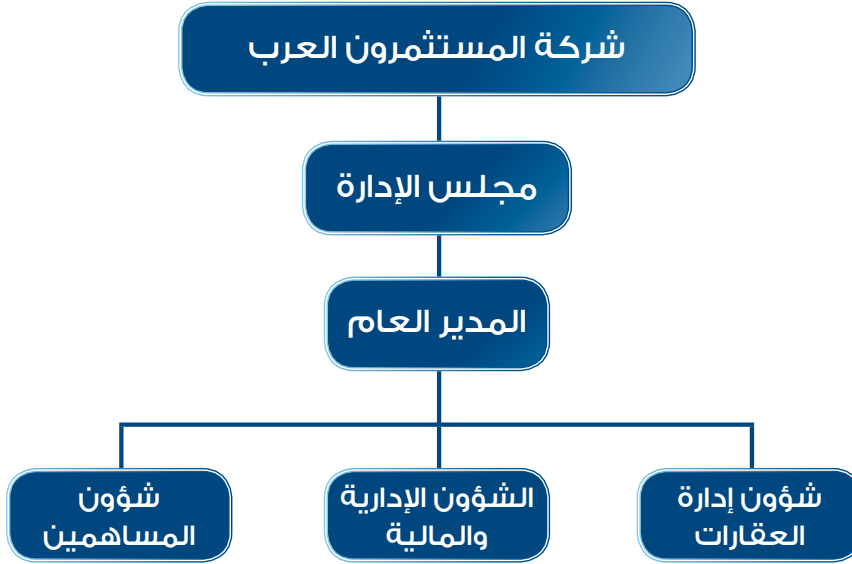 شركة المستثمرون العرب
مجلس الإدارة
المدير العام
شؤون إدارة
العقارات
الشؤون الإدارية
والمالية
شؤون
المساهمين